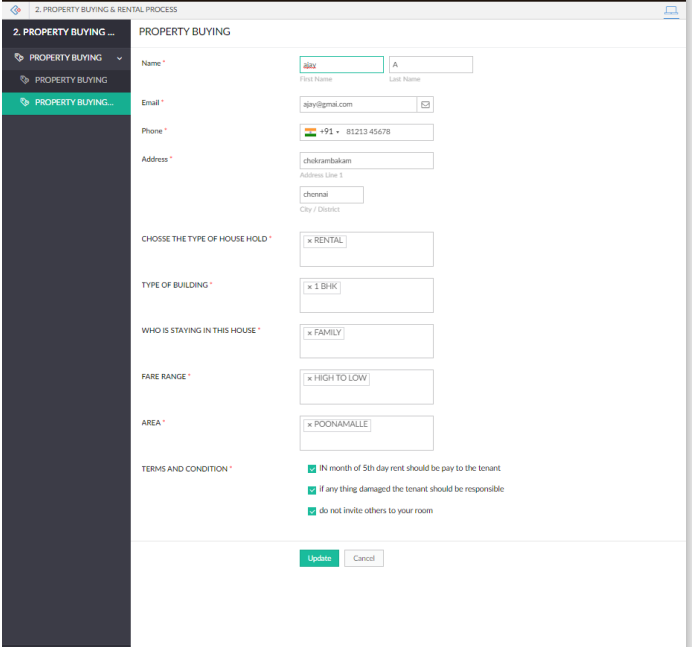 2. PROPERTY BUYING & RENTAL PROCESS
2. PROPERTY BUYING ...
PROPERTY BUYING
PROPERTY BUYING
PROPERTY BUYING
PROPERTY BUYING...
Name *
ajay
A
First Name
Last Name
Email *
ajay@gmai.com
Phone *
+91
81213 45678
Address *
chekrambakam
Address Line 1
chennai
City / District
CHOSSE THE TYPE OF HOUSE HOLD *
× RENTAL
TYPE OF BUILDING *
× 1 BHK
WHO IS STAYING IN THIS HOUSE *
× FAMILY
FARE RANGE *
× HIGH TO LOW
AREA *
× POONAMALLE
TERMS AND CONDITION *
IN month of 5th day rent should be pay to the tenant
if any thing damaged the tenant should be responsible
do not invite others to your room
Update
Cancel